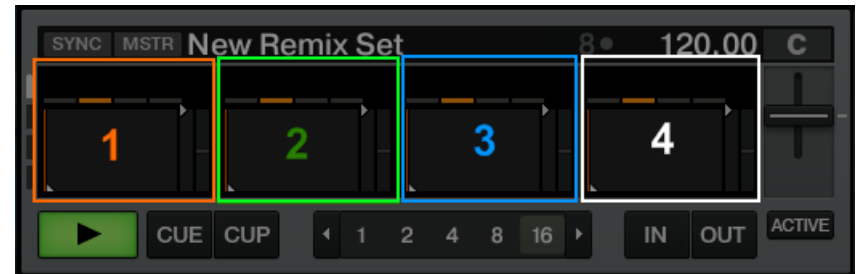 SYNC MSTR New Remix Set 8 120.00 C
1 2 3 4
CUE CUP 1 2 4 8 16 IN OUT ACTIVE